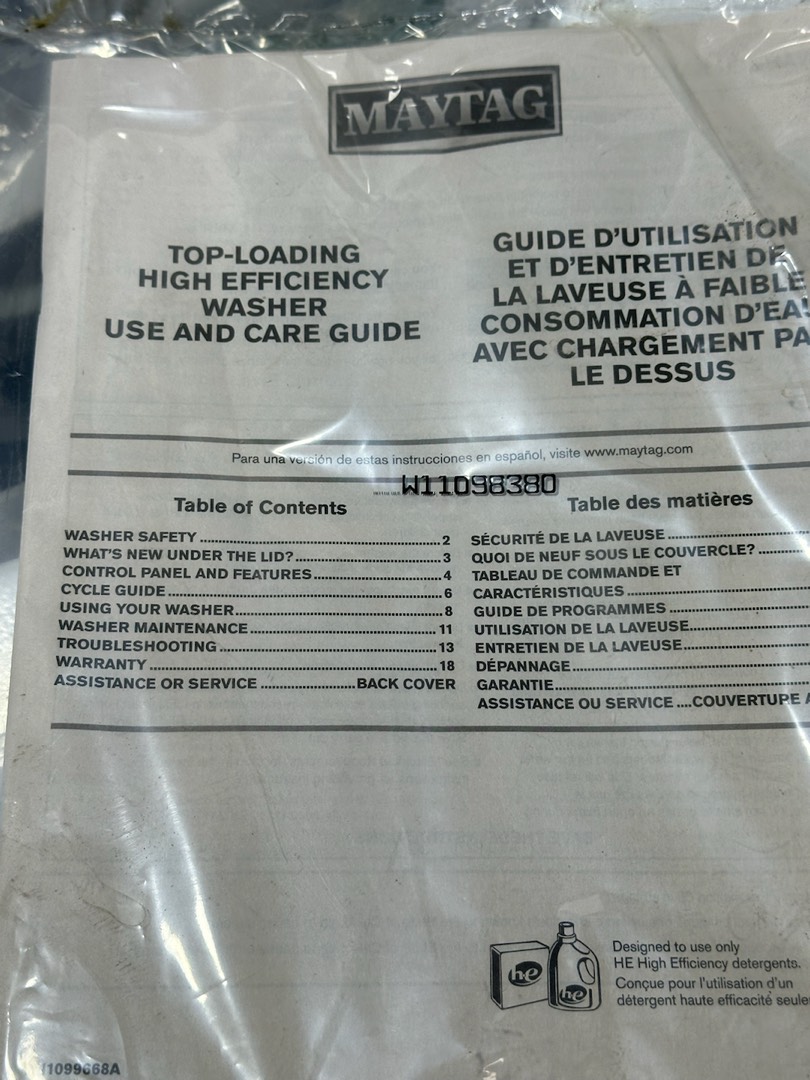 MAYTAG
TOP-LOADING
HIGH EFFICIENCY
WASHER
USE AND CARE GUIDE
GUIDE D'UTILISATION
ET D'ENTRETIEN DE
LA LAVEUSE À FAIBLE
CONSOMMATION D'EA
AVEC CHARGEMENT PA
LE DESSUS
Para una versión de estas instrucciones en español, visite www.maytag.com
W11098380
Table of Contents
WASHER SAFETY ........ 2
WHAT'S NEW UNDER THE LID? ........ 3
CONTROL PANEL AND FEATURES ........ 4
CYCLE GUIDE ........ 6
USING YOUR WASHER ........ 8
WASHER MAINTENANCE ........ 11
TROUBLESHOOTING ........ 13
WARRANTY ........ 18
ASSISTANCE OR SERVICE ........ BACK COVER
Table des matières
SÉCURITÉ DE LA LAVEUSE ........
QUOI DE NEUF SOUS LE COUVERCLE? ........
TABLEAU DE COMMANDE ET
CARACTÉRISTIQUES ........
GUIDE DE PROGRAMMES ........
UTILISATION DE LA LAVEUSE ........
ENTRETIEN DE LA LAVEUSE ........
DÉPANNAGE ........
GARANTIE ........
ASSISTANCE OU SERVICE ....COUVERTURE A
he
he
Designed to use only
HE High Efficiency detergents.
Conçue pour l'utilisation d'un
détergent haute efficacité seule
1099668A